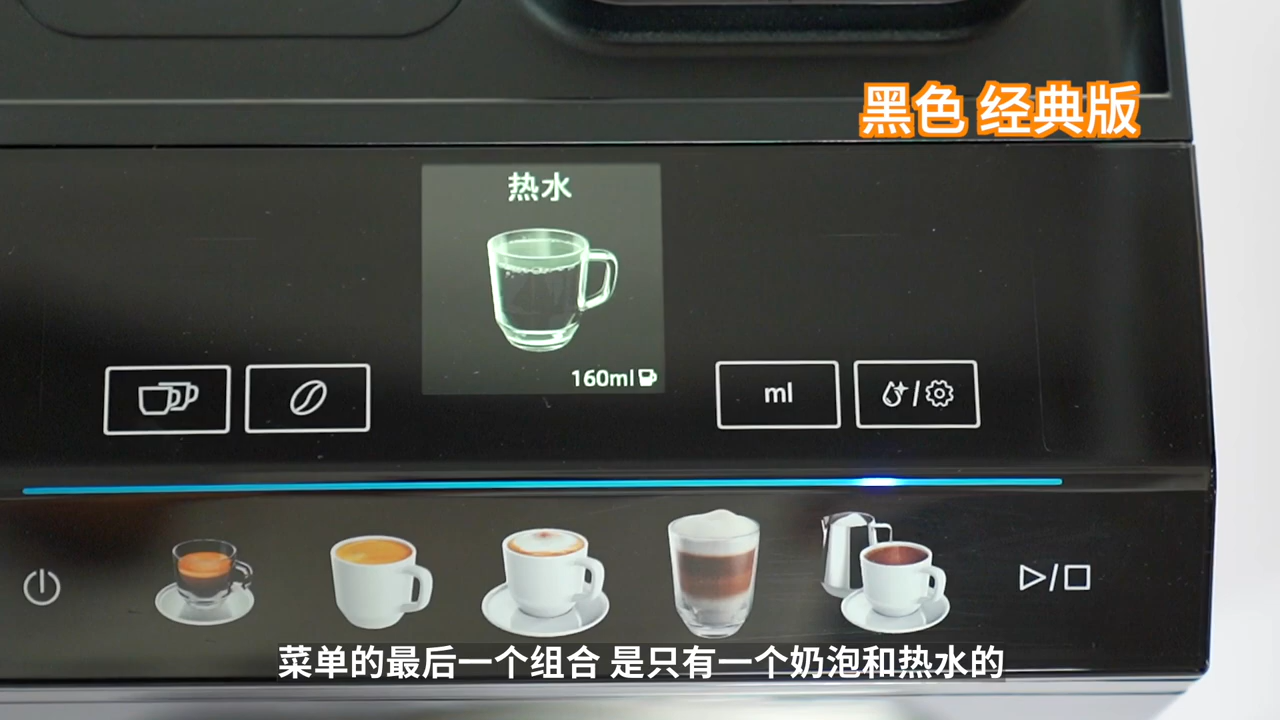 黑色 经典版
热水
160ml
ml
/
/
菜单的最后一个组合 是只有一个奶泡和热水的